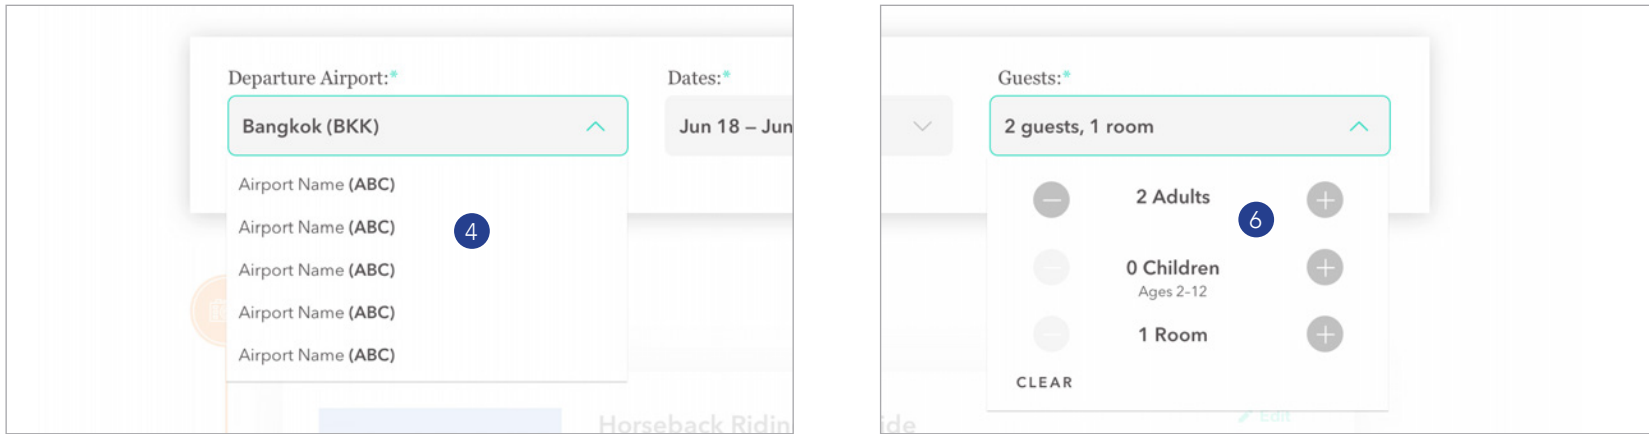 Departure Airport:*
Bangkok (BKK)
Airport Name (ABC)
Airport Name (ABC)
Airport Name (ABC)
Airport Name (ABC)
Airport Name (ABC)
4
Dates:*
Jun 18 – Jun
Horseback Ridin
Guests:*
2 guests, 1 room
2 Adults
6
0 Children
Ages 2-12
1 Room
CLEAR
ide
Edit